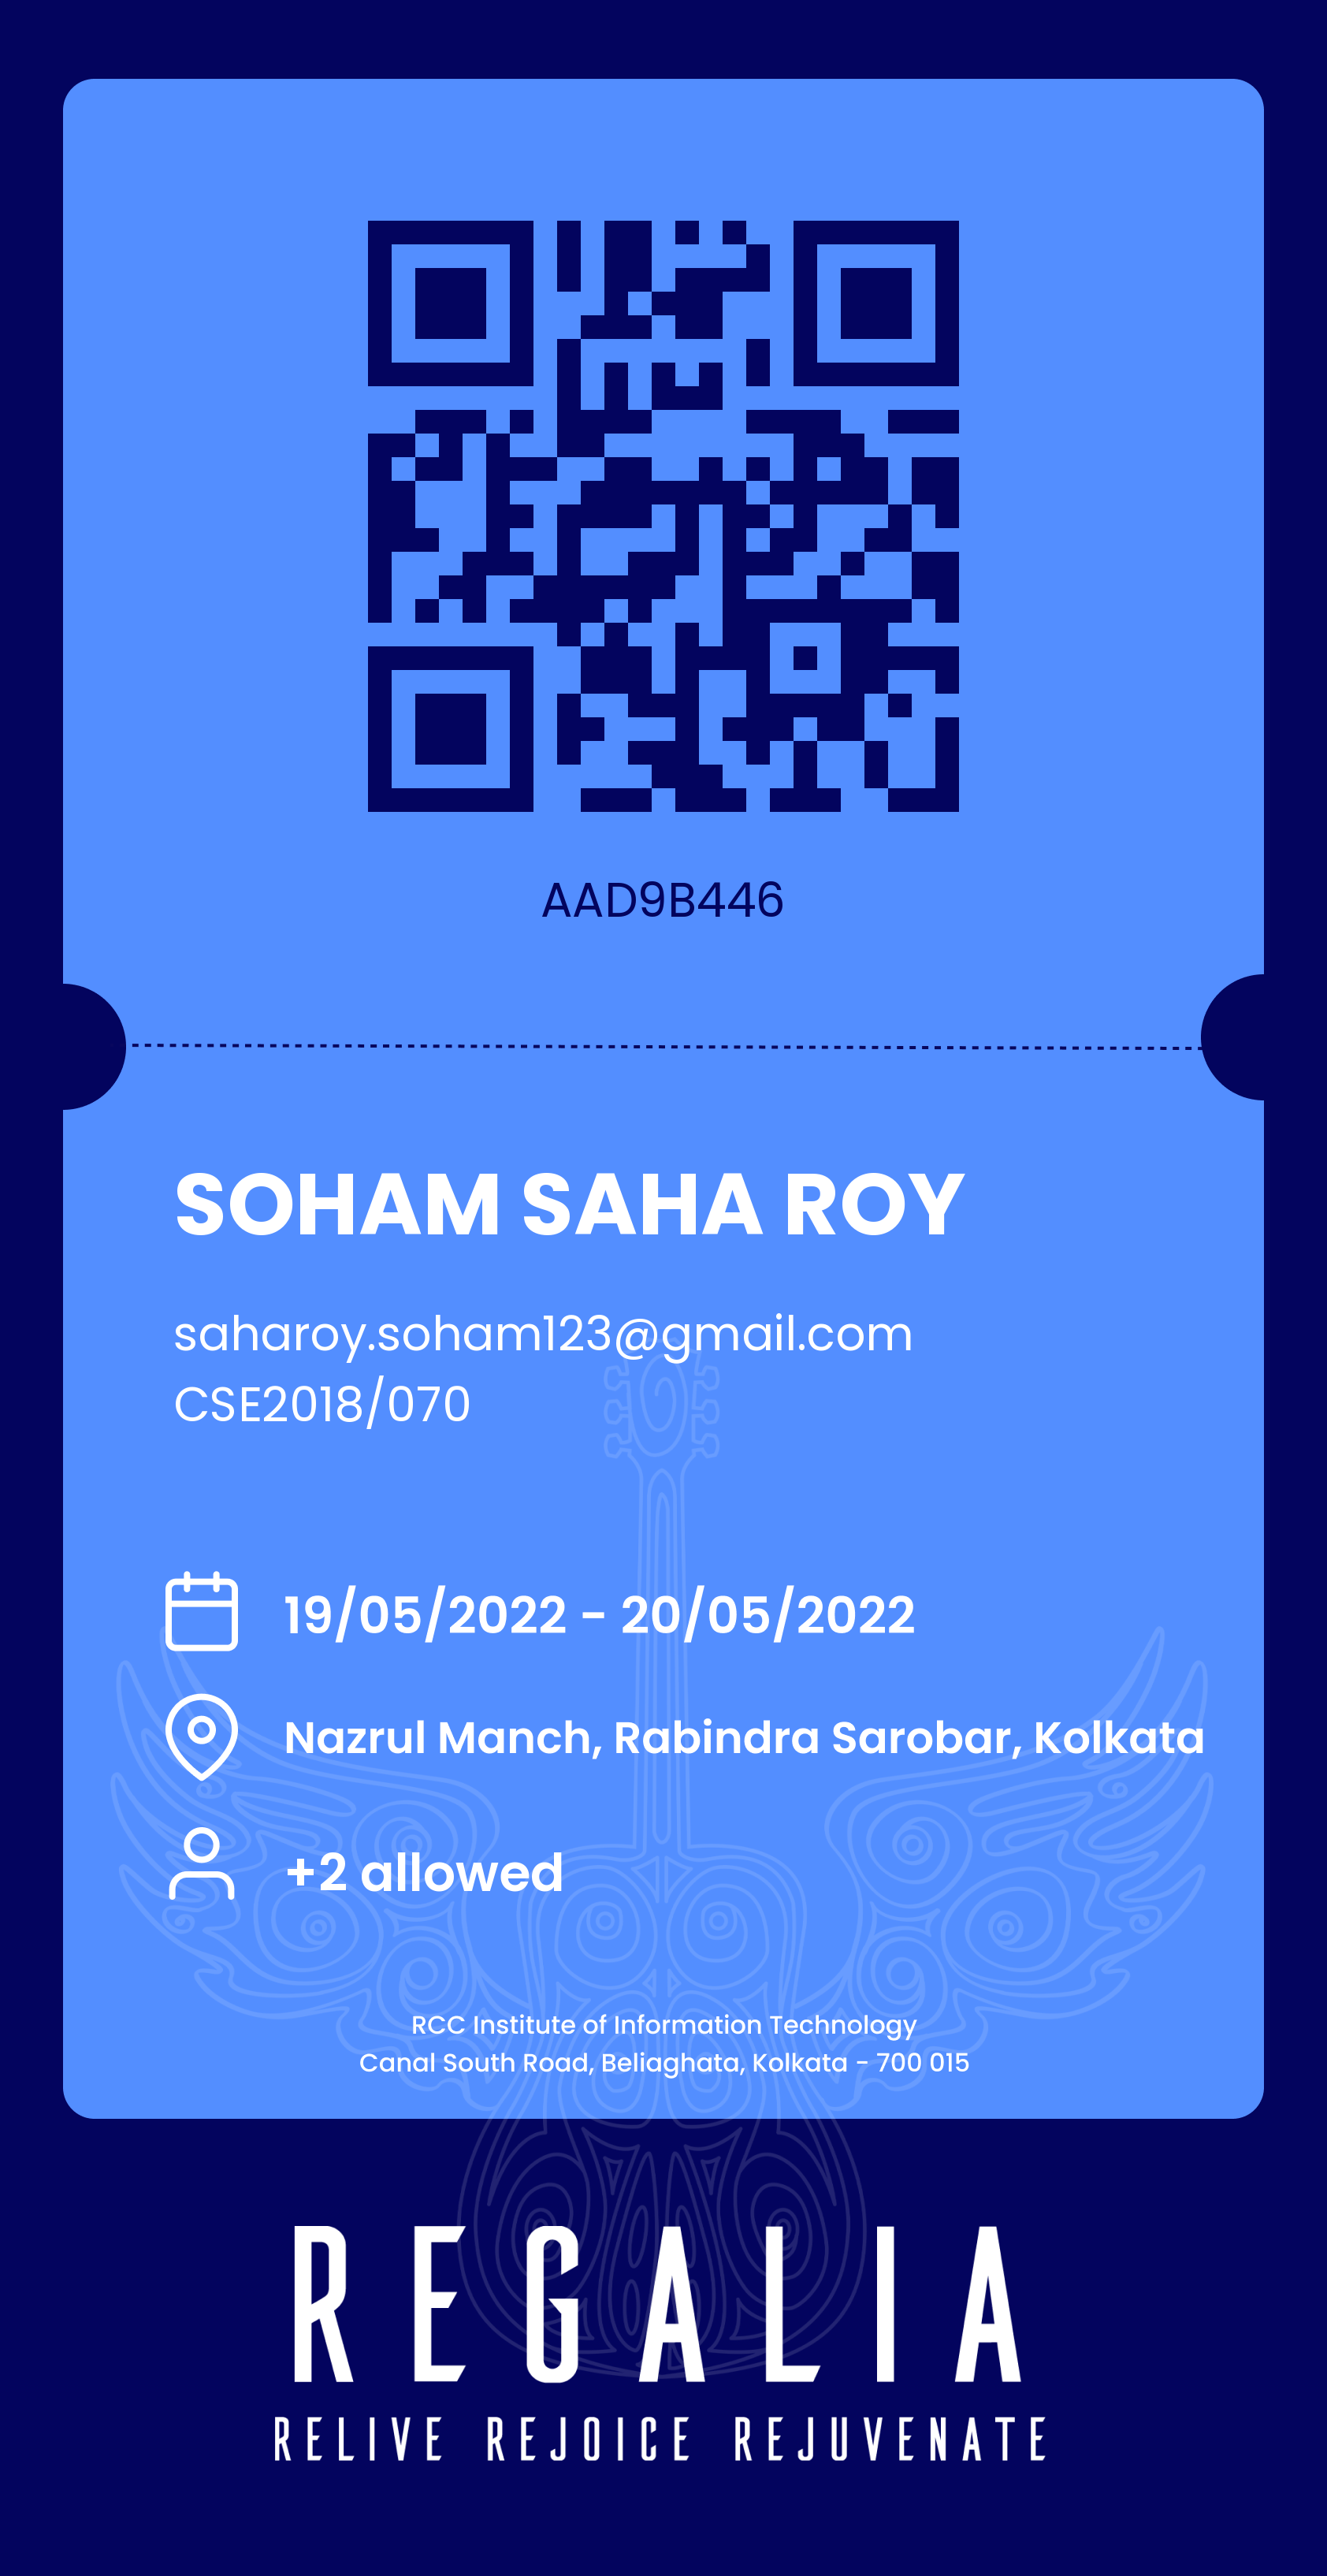 AAD9B446
SOHAM SAHA ROY
saharoy.soham123@gmail.com
CSE2018/070
19/05/2022 - 20/05/2022
Nazrul Manch, Rabindra Sarobar, Kolkata
+2 allowed
RCC Institute of Information Technology
Canal South Road, Beliaghata, Kolkata - 700 015
REGALIA
RELIVE REJOICE REJUVENATE